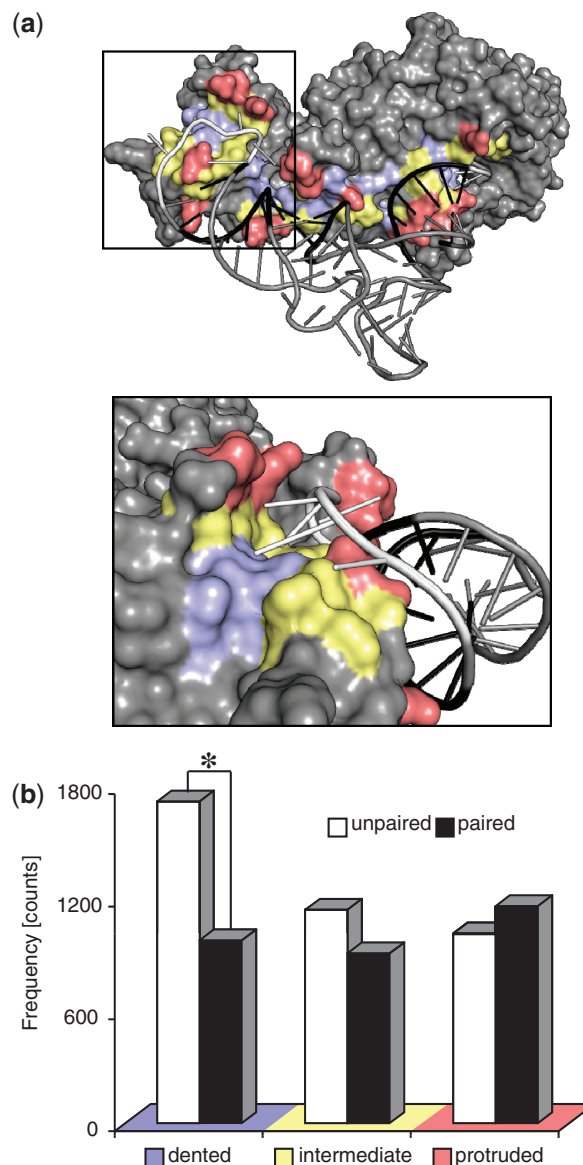 (a)
(b)
*
1800
1200
600
0
Frequency [counts]
unpaired paired
dented intermediate protruded